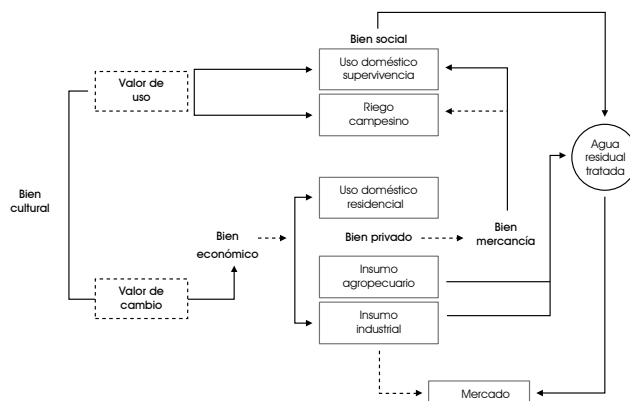 Bien social
Uso doméstico
supervivencia
Valor de
uso
Riego
campesino
Agua
residual
tratada
Bien
cultural
Uso doméstico
residencial
Bien
económico
Bien privado
Bien
mercancía
Insumo
agropecuario
Valor de
cambio
Insumo
industrial
Mercado